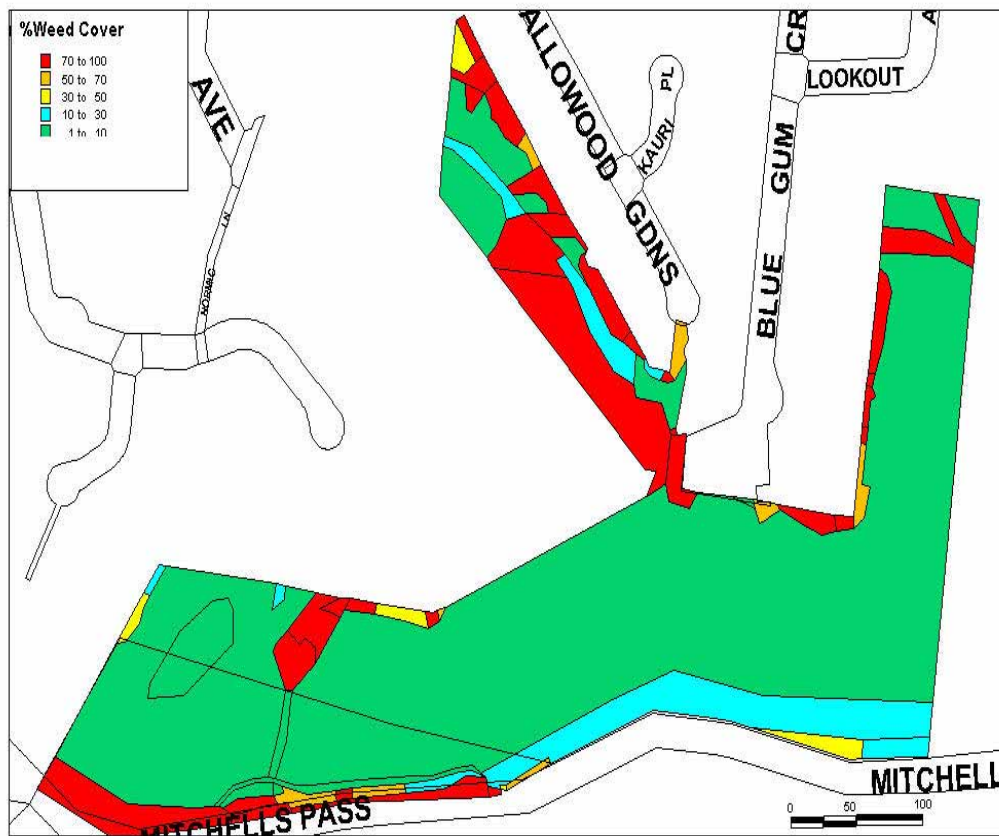 %Weed Cover
70 to 100
50 to 70
30 to 50
10 to 30
1 to 10
AVE
LN
ALLOWOOD GDNS
KAURI PL
BLUE GUM CR
LOOKOUT
A
MITCHELLS PASS
MITCHELL
0 50 100